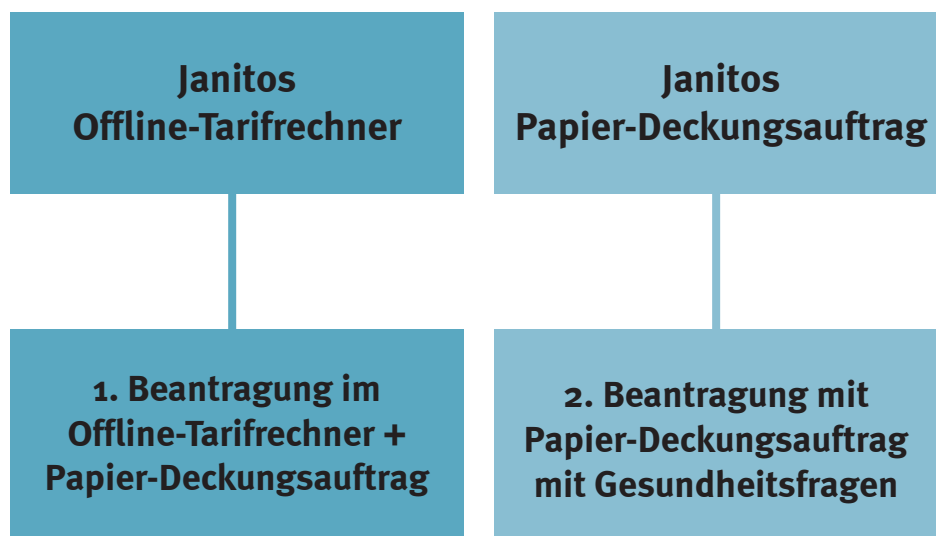 Janitos
Offline-Tarifrechner
Janitos
Papier-Deckungsauftrag
1. Beantragung im
Offline-Tarifrechner +
Papier-Deckungsauftrag
2. Beantragung mit
Papier-Deckungsauftrag
mit Gesundheitsfragen